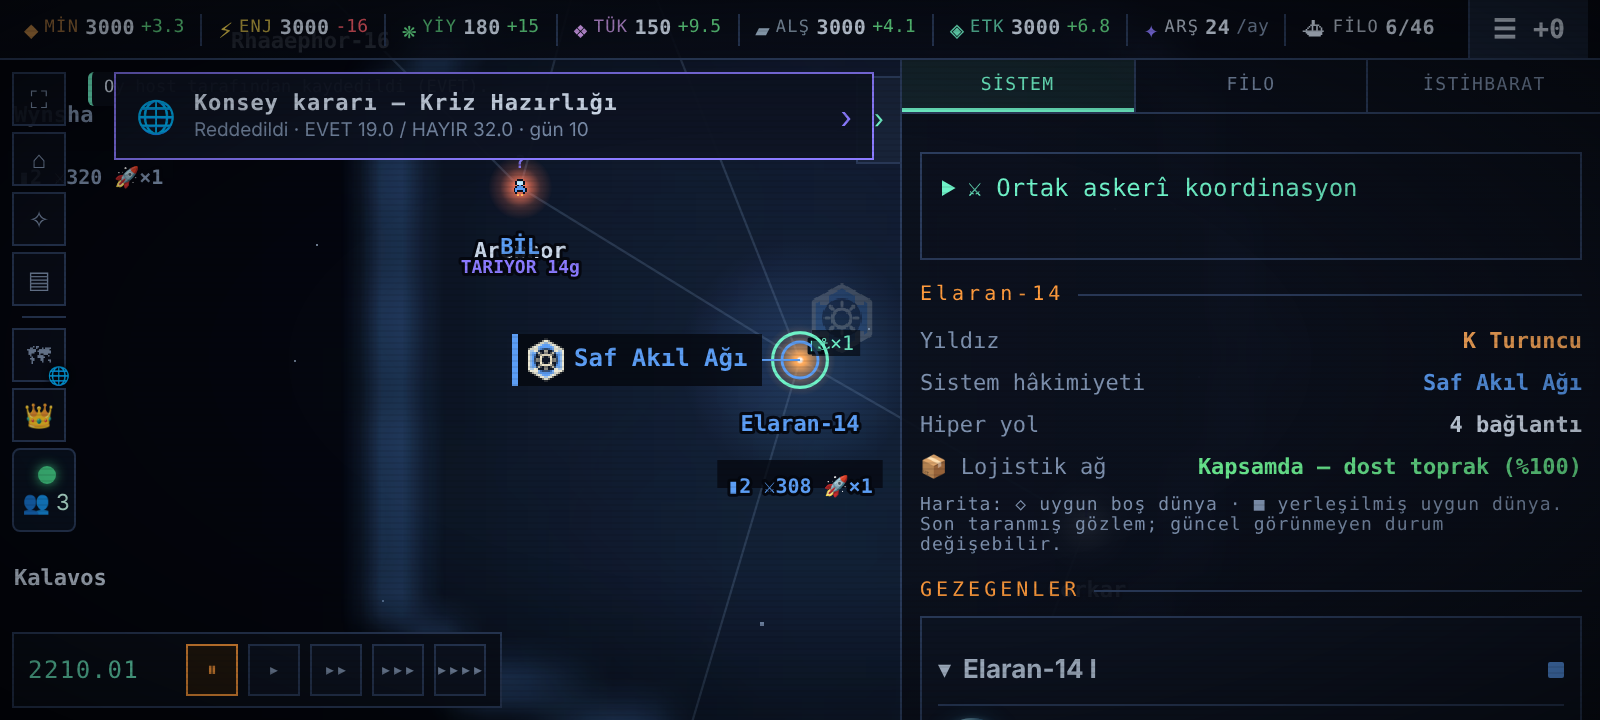 MİN 3000 +3.3
ENJ 3000 -16
YİY 180 +15
TÜK 150 +9.5
ALŞ 3000 +4.1
ETK 3000 +6.8
ARŞ 24 /ay
FİLO 6/46
☰ +0
Rhaaephor-16
SİSTEM
FİLO
İSTİHBARAT
Konsey kararı — Kriz Hazırlığı
Reddedildi · EVET 19.0 / HAYIR 32.0 · gün 10
Wynsha
320 🚀×1
BİL
TARIYOR 14g
Saf Akıl Ağı
×1
Elaran-14
2 ⚔308 🚀×1
👥 3
Kalavos
2210.01
▶ ⚔ Ortak askerî koordinasyon
Elaran-14
Yıldız K Turuncu
Sistem hâkimiyeti Saf Akıl Ağı
Hiper yol 4 bağlantı
📦 Lojistik ağ Kapsamda — dost toprak (%100)
Harita: ◇ uygun boş dünya · ■ yerleşilmiş uygun dünya.
Son taranmış gözlem; güncel görünmeyen durum
değişebilir.
GEZEGENLER
▼ Elaran-14 I